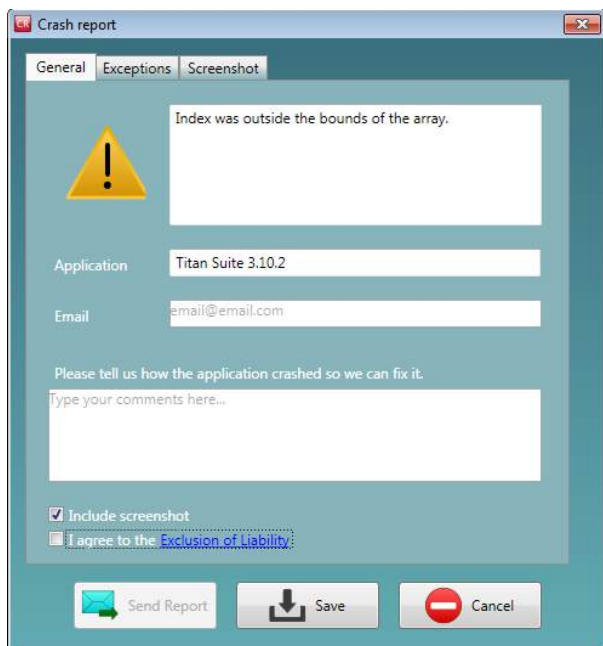 CK Crash report
General Exceptions Screenshot
Index was outside the bounds of the array.
Application Titan Suite 3.10.2
Email email@email.com
Please tell us how the application crashed so we can fix it.
Type your comments here...
Include screenshot
I agree to the Exclusion of Liability
Send Report Save Cancel